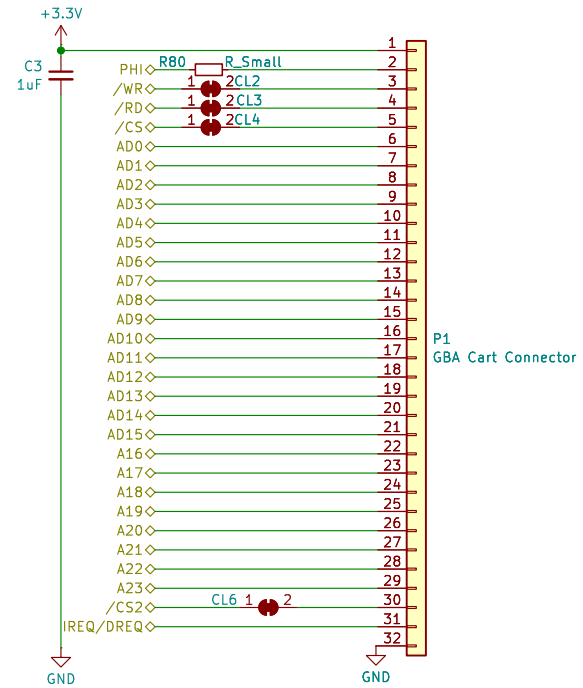 +3.3V
1
C3
1uF
PHI R80 R_Small 2
/WR 1 2 CL2 3
/RD 1 2 CL3 4
/CS 1 2 CL4 5
AD0 6
AD1 7
AD2 8
AD3 9
AD4 10
AD5 11
AD6 12
AD7 13
AD8 14
AD9 15
AD10 16
P1
AD11 17
GBA Cart Connector
AD12 18
AD13 19
AD14 20
AD15 21
A16 22
A17 23
A18 24
A19 25
A20 26
A21 27
A22 28
A23 29
/CS2 CL6 1 2 30
IREQ/DREQ 31
32
GND
GND